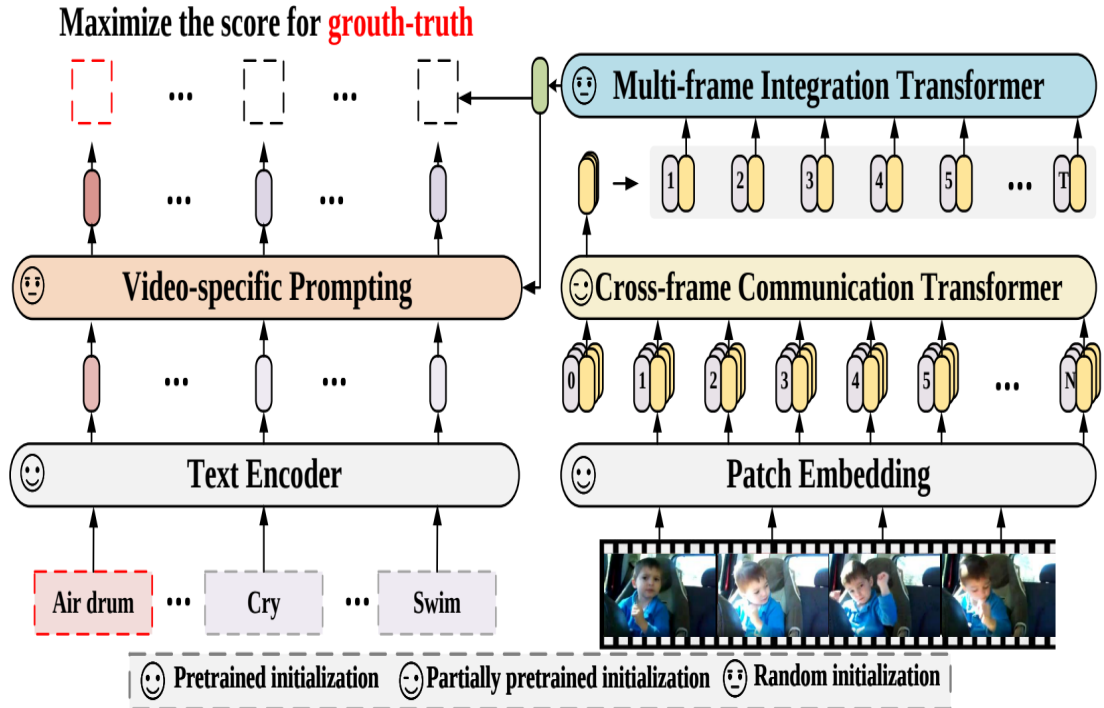 Maximize the score for grouth-truth
... ...
Multi-frame Integration Transformer
... ...
1 2 3 4 5 ... T
Video-specific Prompting
Cross-frame Communication Transformer
... ...
0 1 2 3 4 5 ... N
Text Encoder
Patch Embedding
Air drum ... Cry ... Swim
Pretrained initialization Partially pretrained initialization Random initialization